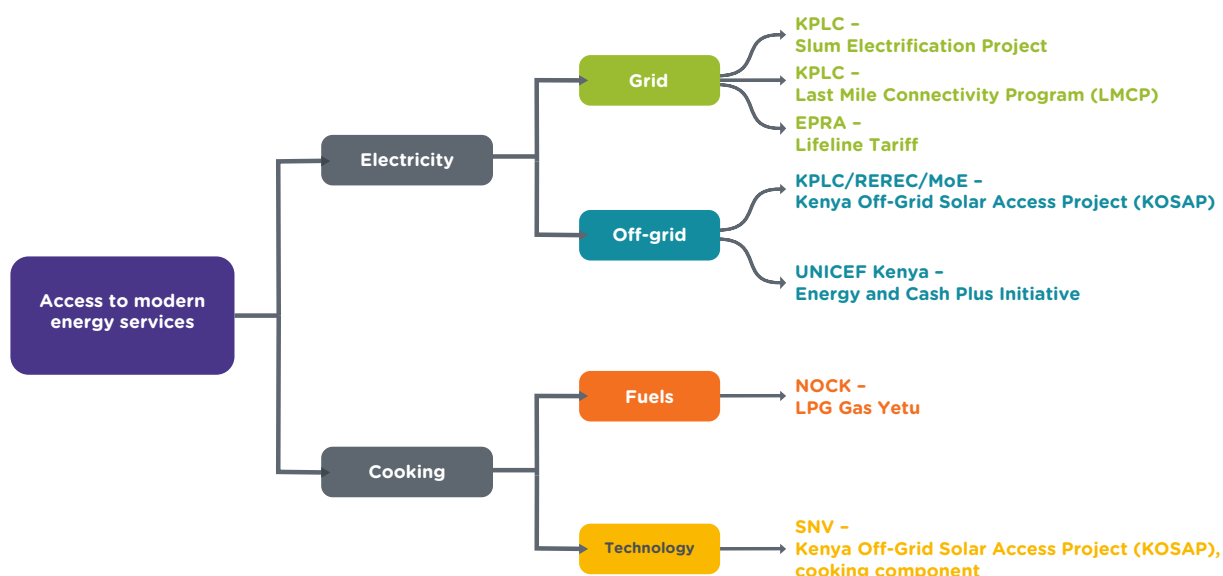 KPLC –
Slum Electrification Project
Grid
KPLC –
Last Mile Connectivity Program (LMCP)
EPRA –
Lifeline Tariff
Electricity
KPLC/REREC/MoE –
Kenya Off-Grid Solar Access Project (KOSAP)
Off-grid
UNICEF Kenya –
Energy and Cash Plus Initiative
Access to modern
energy services
Fuels
NOCK –
LPG Gas Yetu
Cooking
Technology
SNV –
Kenya Off-Grid Solar Access Project (KOSAP),
cooking component